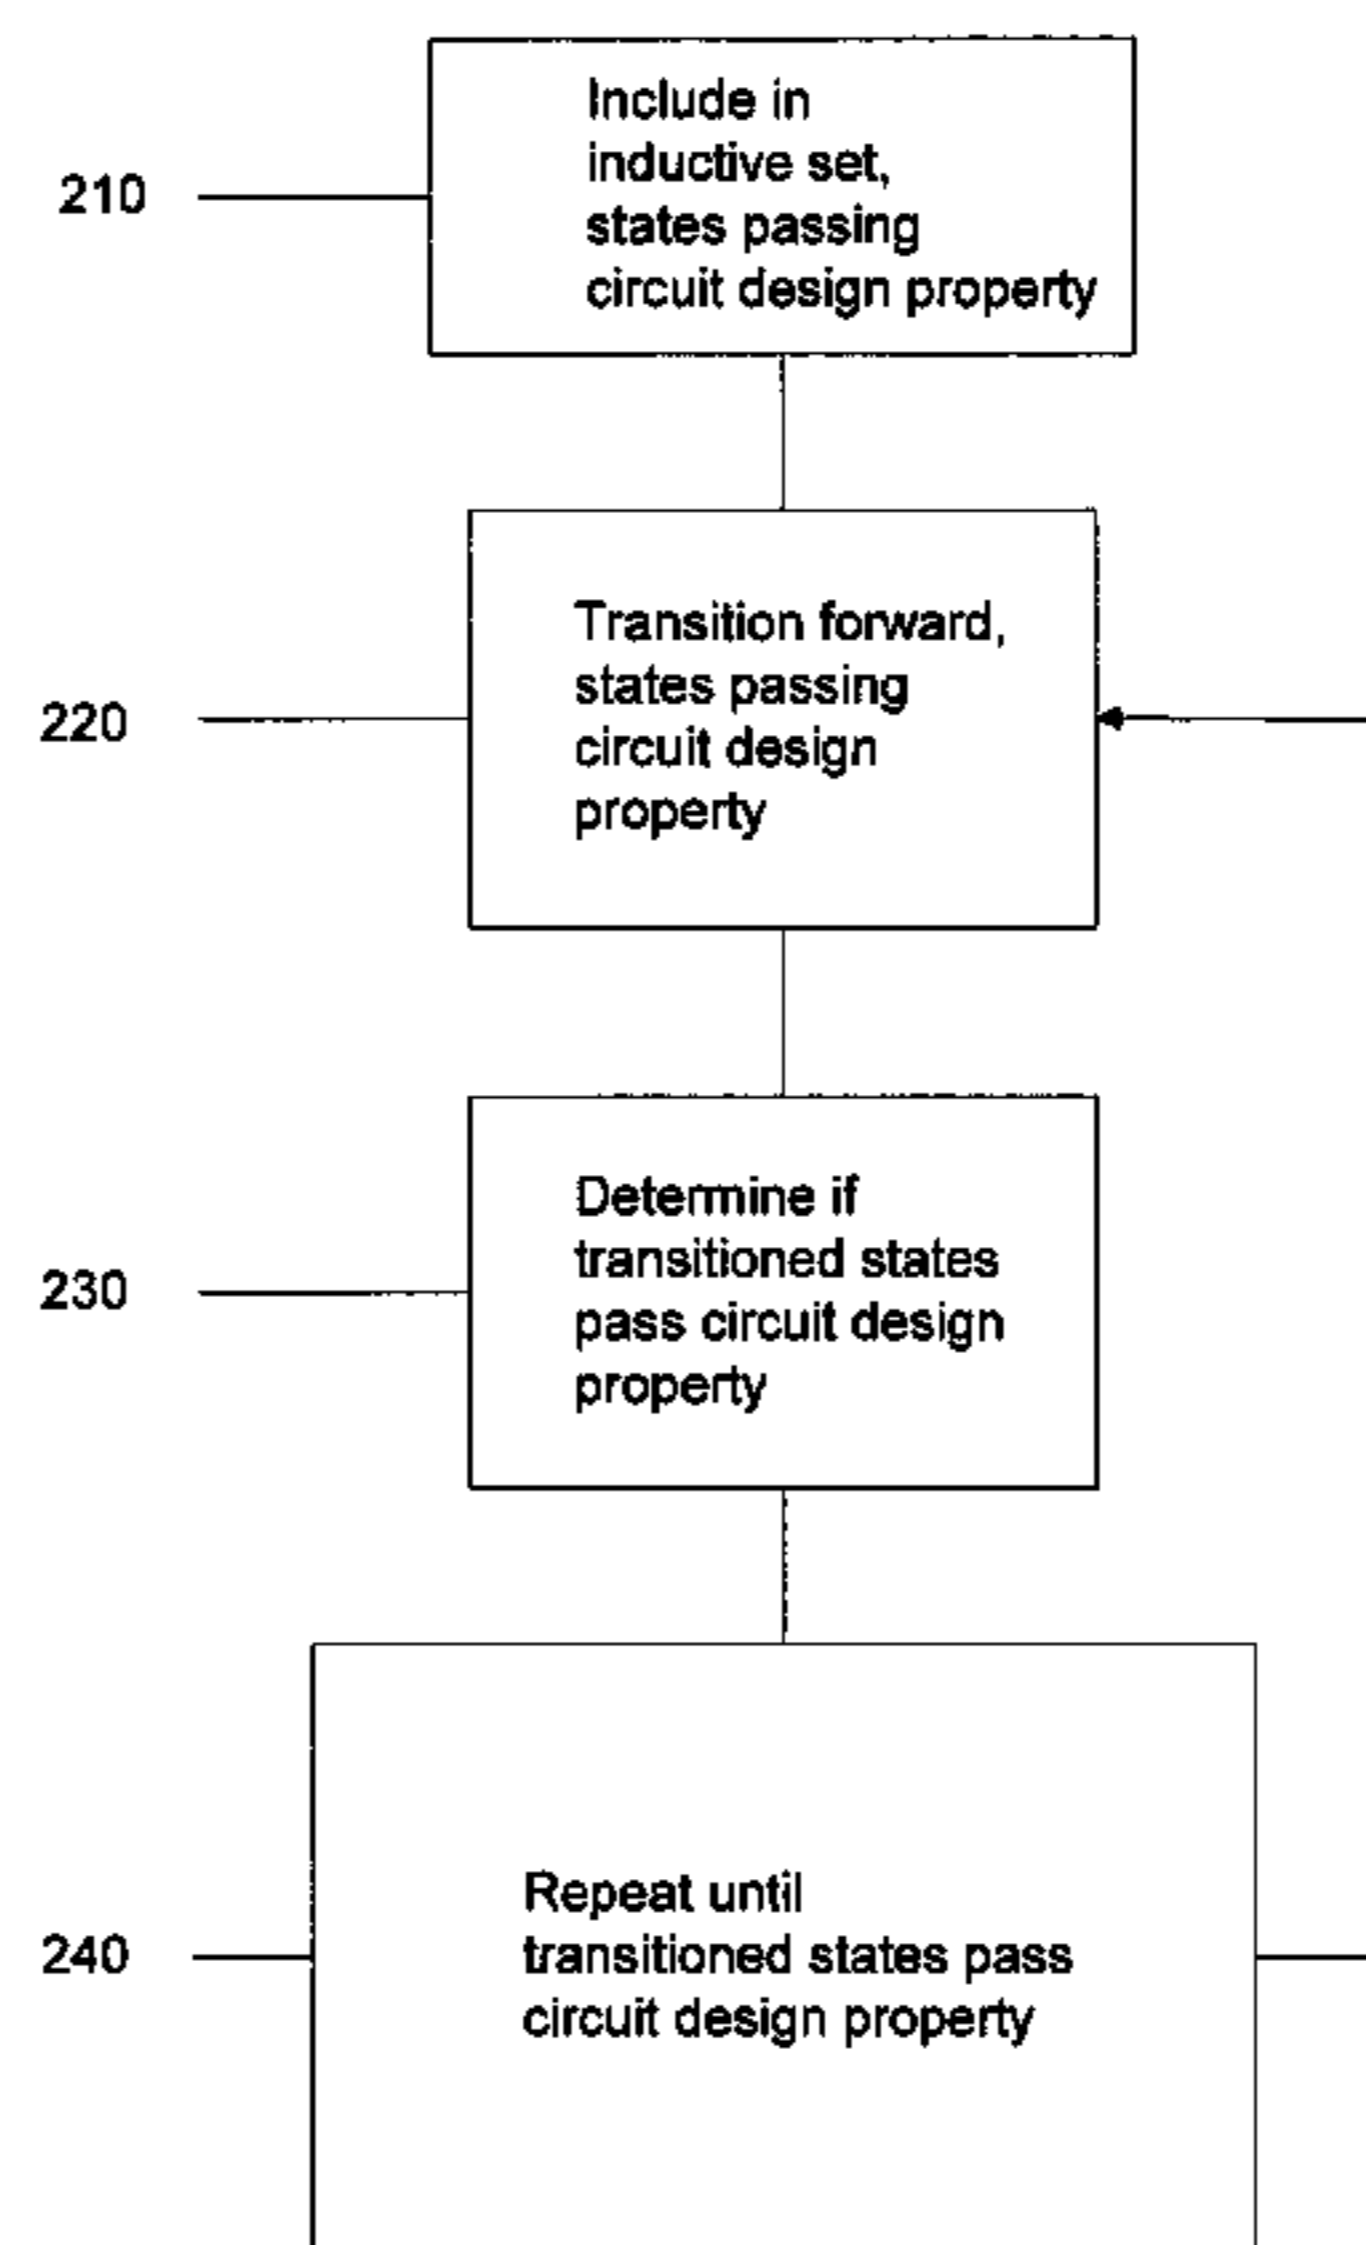 210
Include in
inductive set,
states passing
circuit design property
220
Transition forward,
states passing
circuit design
property
230
Determine if
transitioned states
pass circuit design
property
240
Repeat until
transitioned states pass
circuit design property